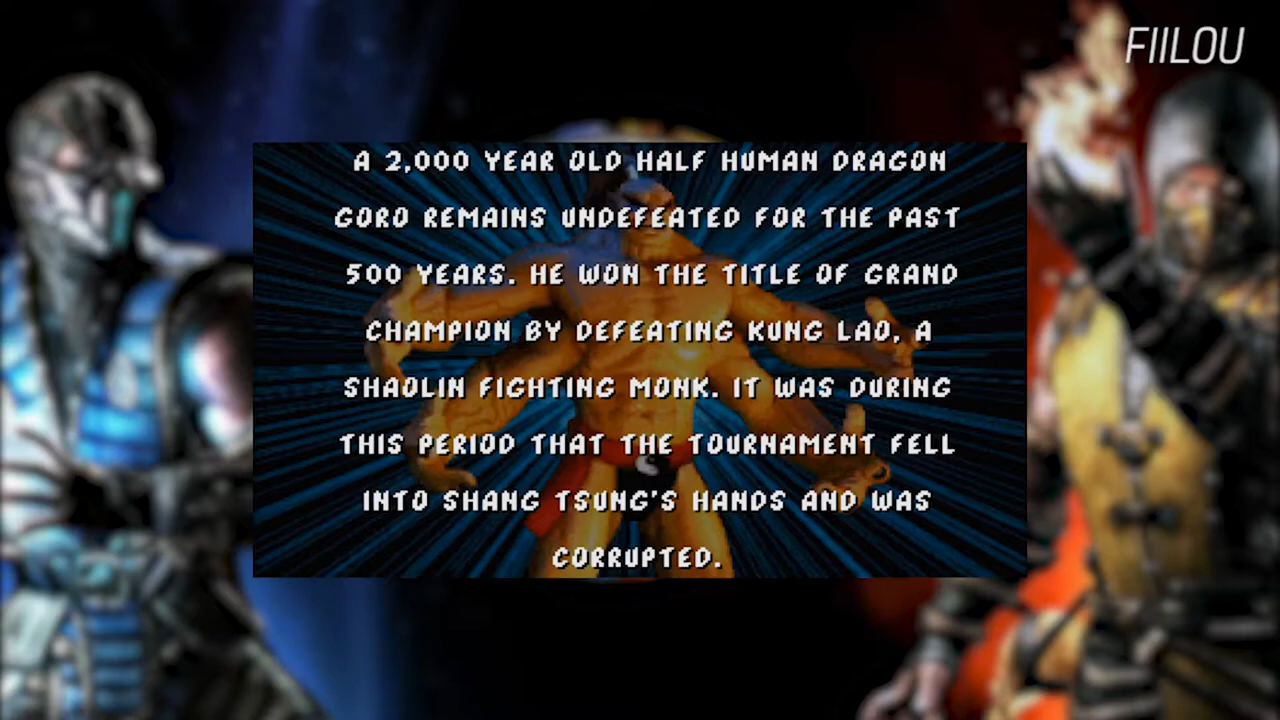 FIILOU
A 2,000 YEAR OLD HALF HUMAN DRAGON
GORO REMAINS UNDEFEATED FOR THE PAST
500 YEARS. HE WON THE TITLE OF GRAND
CHAMPION BY DEFEATING KUNG LAO, A
SHAOLIN FIGHTING MONK. IT WAS DURING
THIS PERIOD THAT THE TOURNAMENT FELL
INTO SHANG TSUNG'S HANDS AND WAS
CORRUPTED.